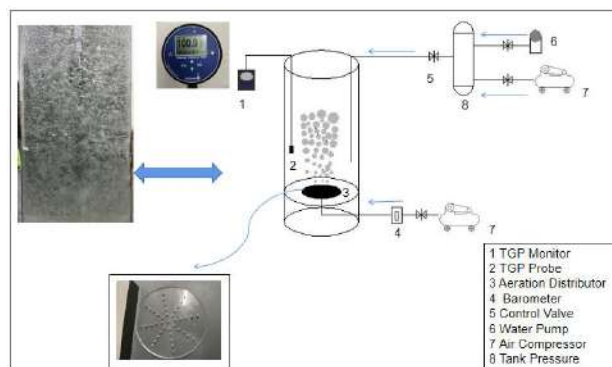 100.9
1
2
3
4
5
6
7
8
7
1 TGP Monitor
2 TGP Probe
3 Aeration Distributor
4 Barometer
5 Control Valve
6 Water Pump
7 Air Compressor
8 Tank Pressure